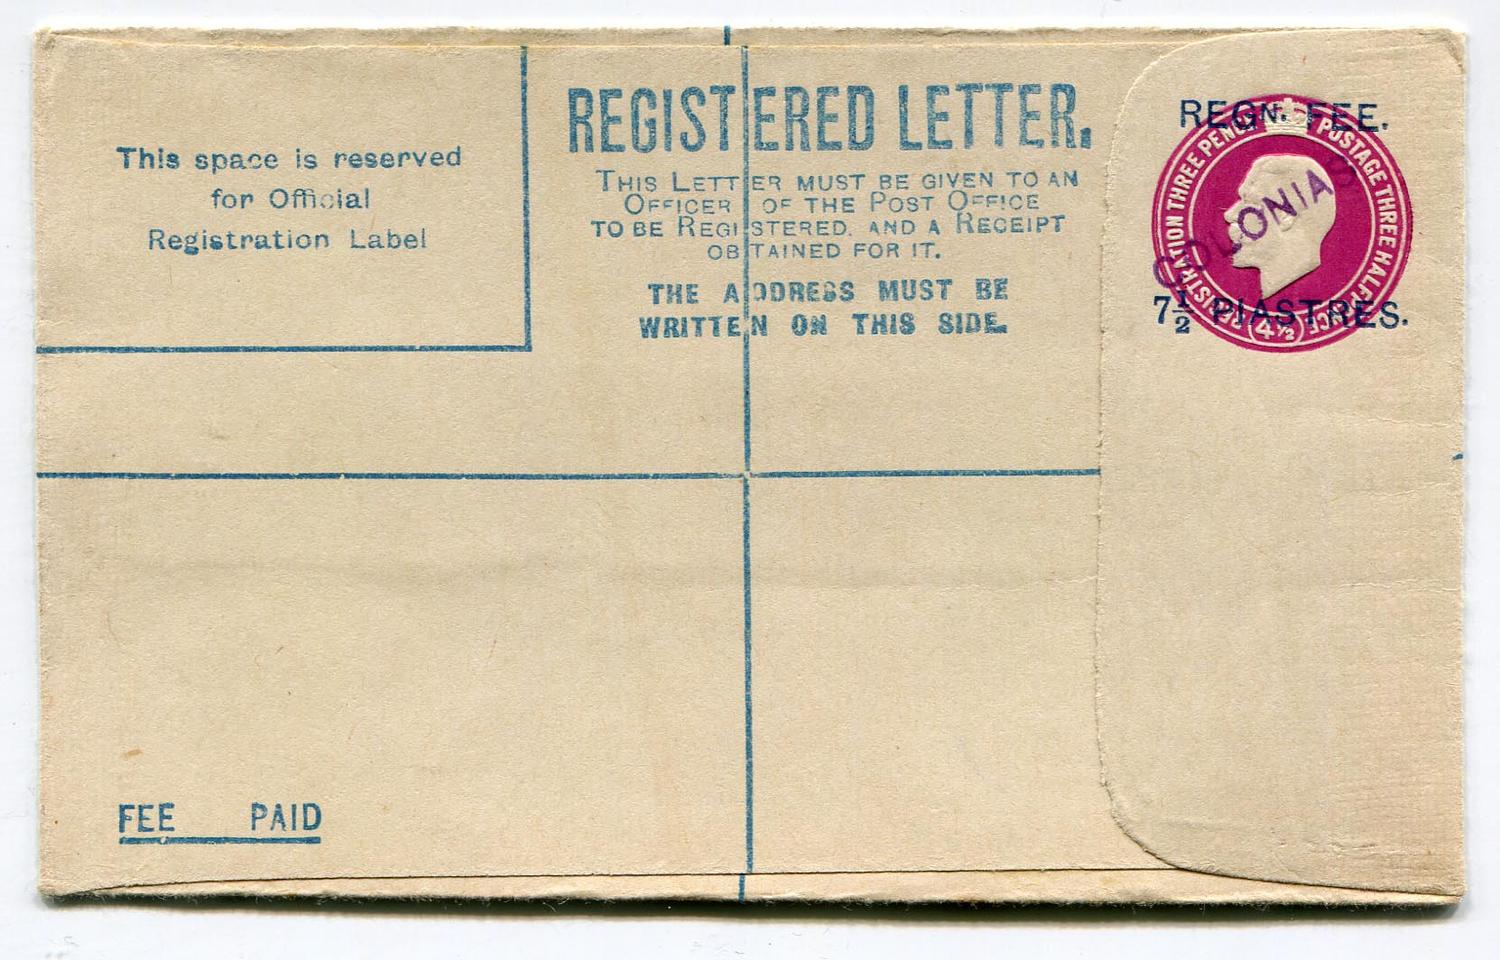 This space is reserved
for Official
Registration Label
REGISTERED LETTER.
THIS LETTER MUST BE GIVEN TO AN
OFFICER OF THE POST OFFICE
TO BE REGISTERED, AND A RECEIPT
OBTAINED FOR IT.
THE ADDRESS MUST BE
WRITTEN ON THIS SIDE.
REGN. FEE.
POSTAGE THREE HALFPENCE
REGISTRATION THREE PENCE
COLONIAS
7½ PIASTRES.
4½
FEE PAID